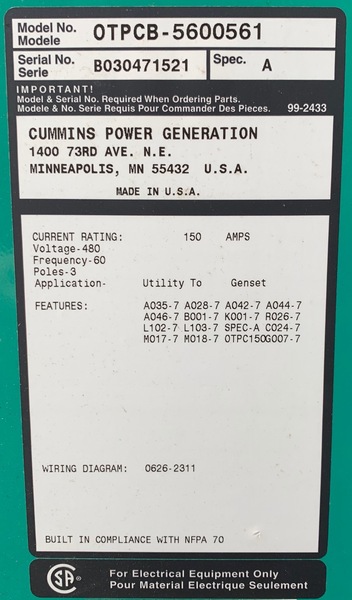 Model No. OTPCB-5600561
Modele
Serial No. B030471521 Spec. A
Serie
IMPORTANT!
Model & Serial No. Required When Ordering Parts.
Modele & No. Serie Requis Pour Commander Des Pieces. 99-2433
CUMMINS POWER GENERATION
1400 73RD AVE. N.E.
MINNEAPOLIS, MN 55432 U.S.A.
MADE IN U.S.A.
CURRENT RATING: 150 AMPS
Voltage-480
Frequency-60
Poles-3
Application- Utility To Genset
FEATURES: A035-7 A028-7 A042-7 A044-7
A046-7 B001-7 K001-7 R026-7
L102-7 L103-7 SPEC-A C024-7
M017-7 M018-7 OTPC150G007-7
WIRING DIAGRAM: 0626-2311
BUILT IN COMPLIANCE WITH NFPA 70
SA For Electrical Equipment Only
Pour Material Electrique Seulement